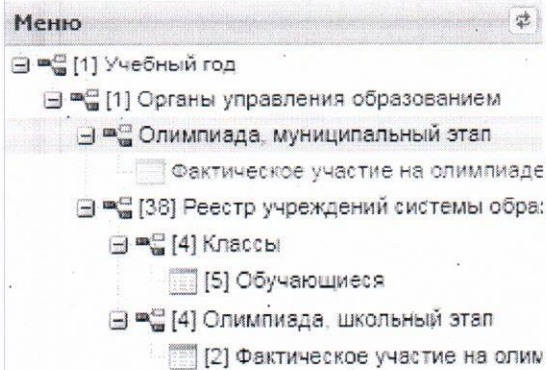 Меню
[1] Учебный год
[1] Органы управления образованием
Олимпиада, муниципальный этап
Фактическое участие на олимпиаде
[38] Реестр учреждений системы обра
[4] Классы
[5] Обучающиеся
[4] Олимпиада, школьный этап
[2] Фактическое участие на олим